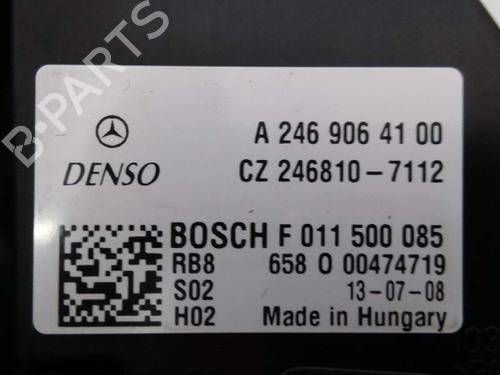 B-PARTS
A 246 906 41 00
DENSO CZ 246810-7112
BOSCH F 011 500 085
RB8 658 0 00474719
S02 13-07-08
H02 Made in Hungary